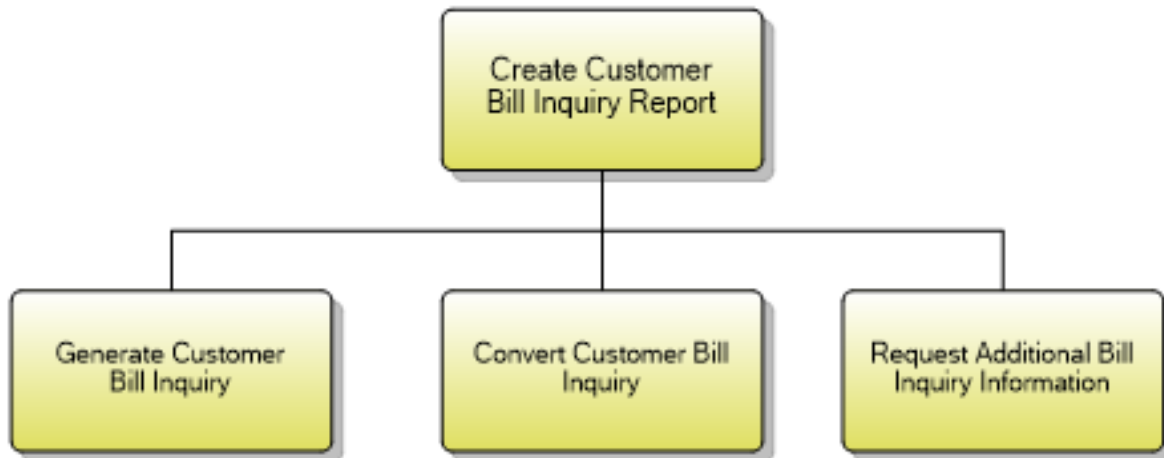 Create Customer
Bill Inquiry Report
Generate Customer
Bill Inquiry
Convert Customer Bill
Inquiry
Request Additional Bill
Inquiry Information